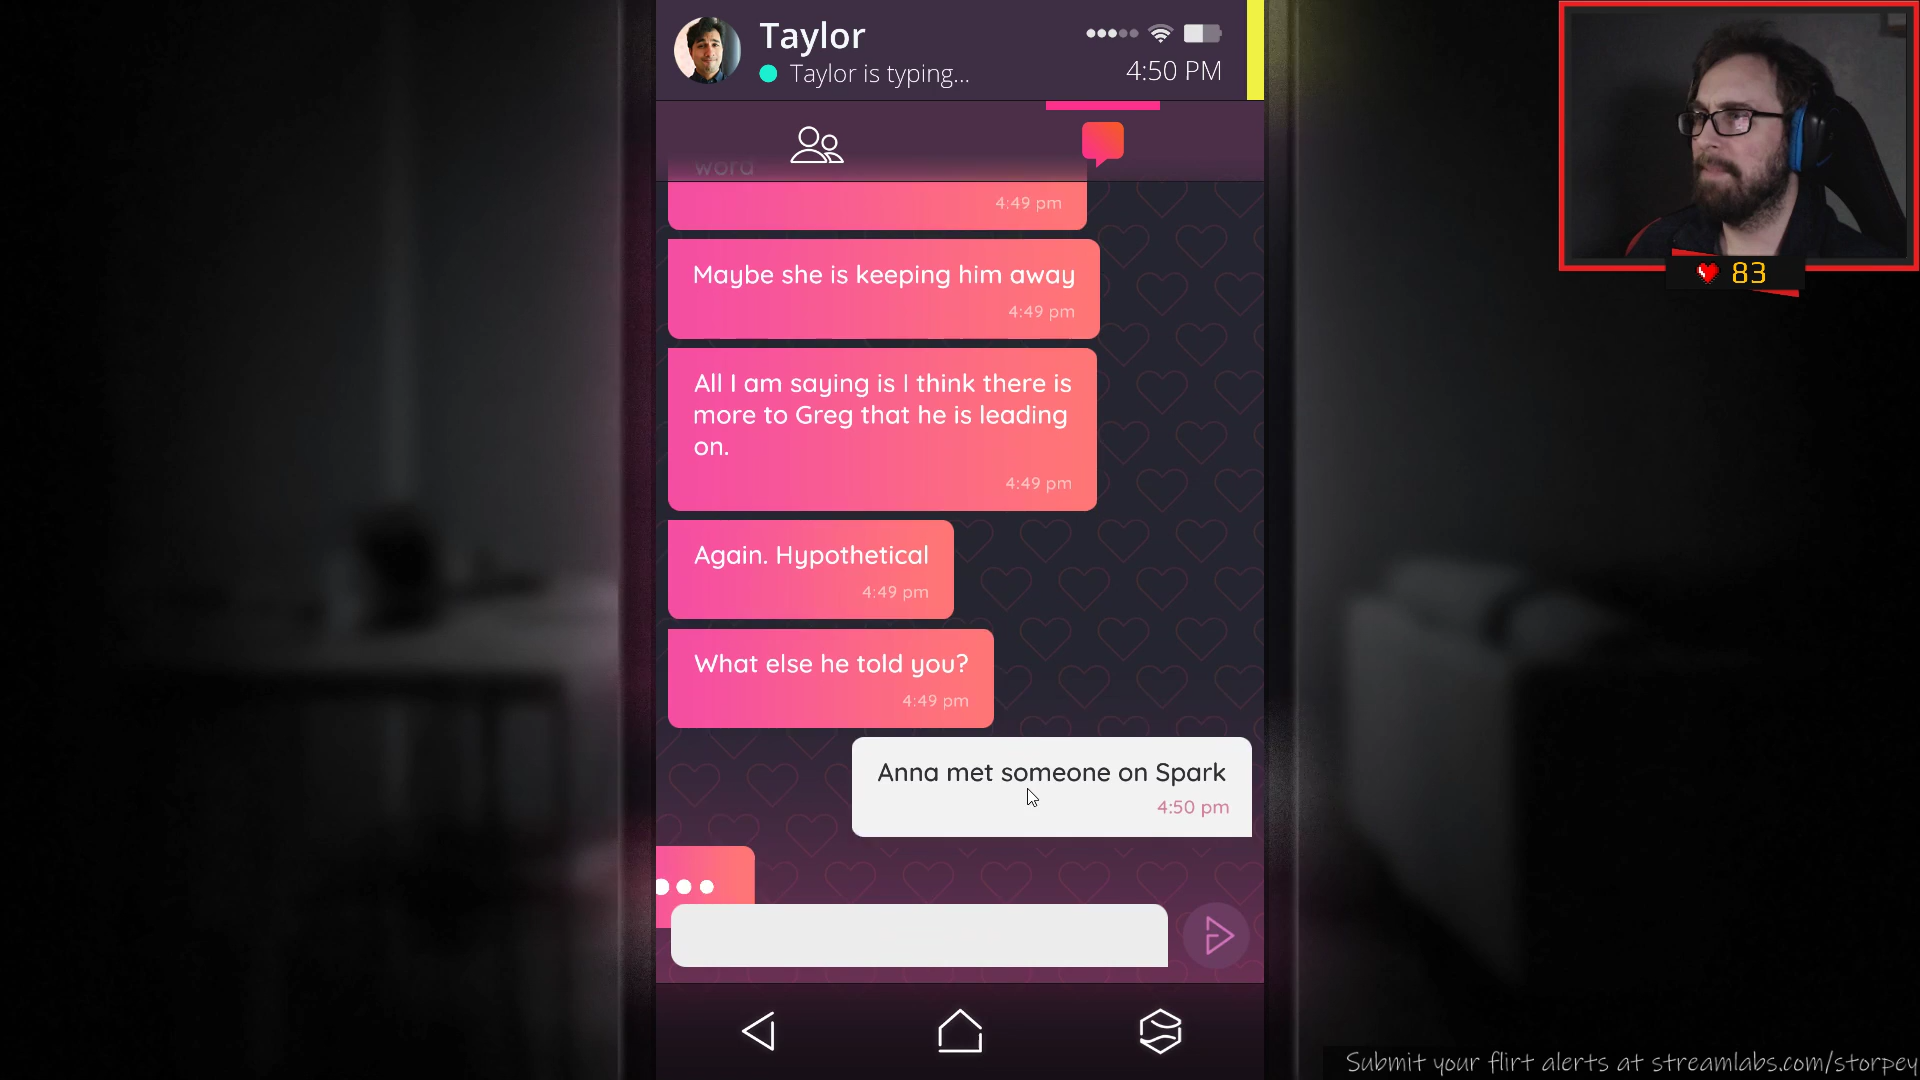 Taylor
Taylor is typing...
4:50 PM
word
4:49 pm
Maybe she is keeping him away
4:49 pm
All I am saying is I think there is
more to Greg that he is leading
on.
4:49 pm
Again. Hypothetical
4:49 pm
What else he told you?
4:49 pm
Anna met someone on Spark
4:50 pm
83
Submit your flirt alerts at streamlabs.com/storpey